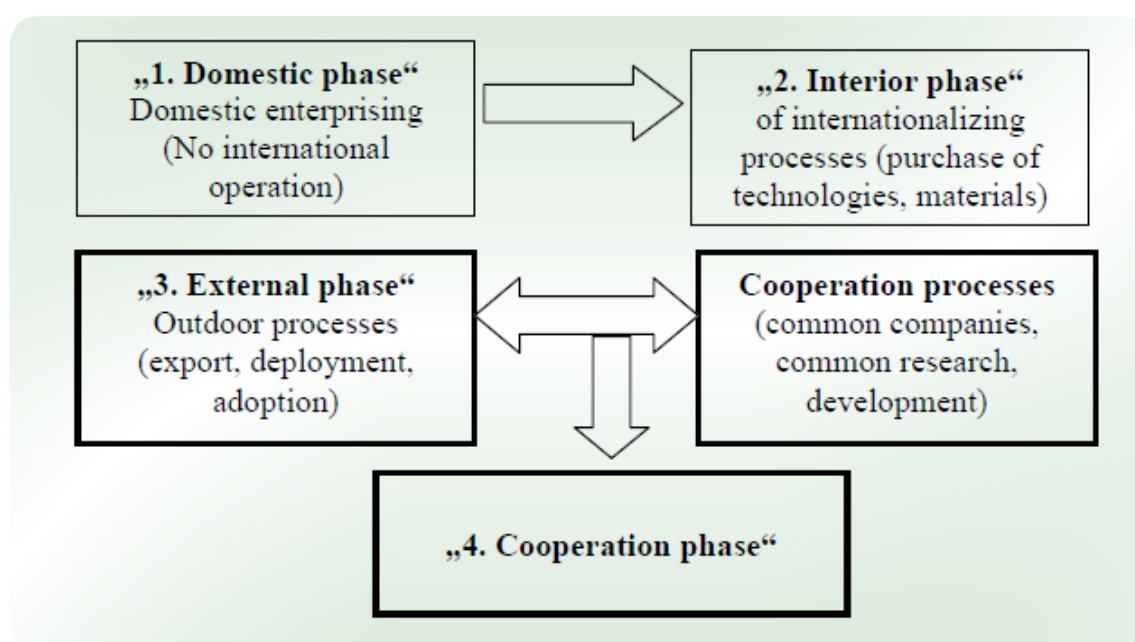 „1. Domestic phase“
Domestic enterprising
(No international
operation)
„2. Interior phase“
of internationalizing
processes (purchase of
technologies, materials)
„3. External phase“
Outdoor processes
(export, deployment,
adoption)
Cooperation processes
(common companies,
common research,
development)
„4. Cooperation phase“